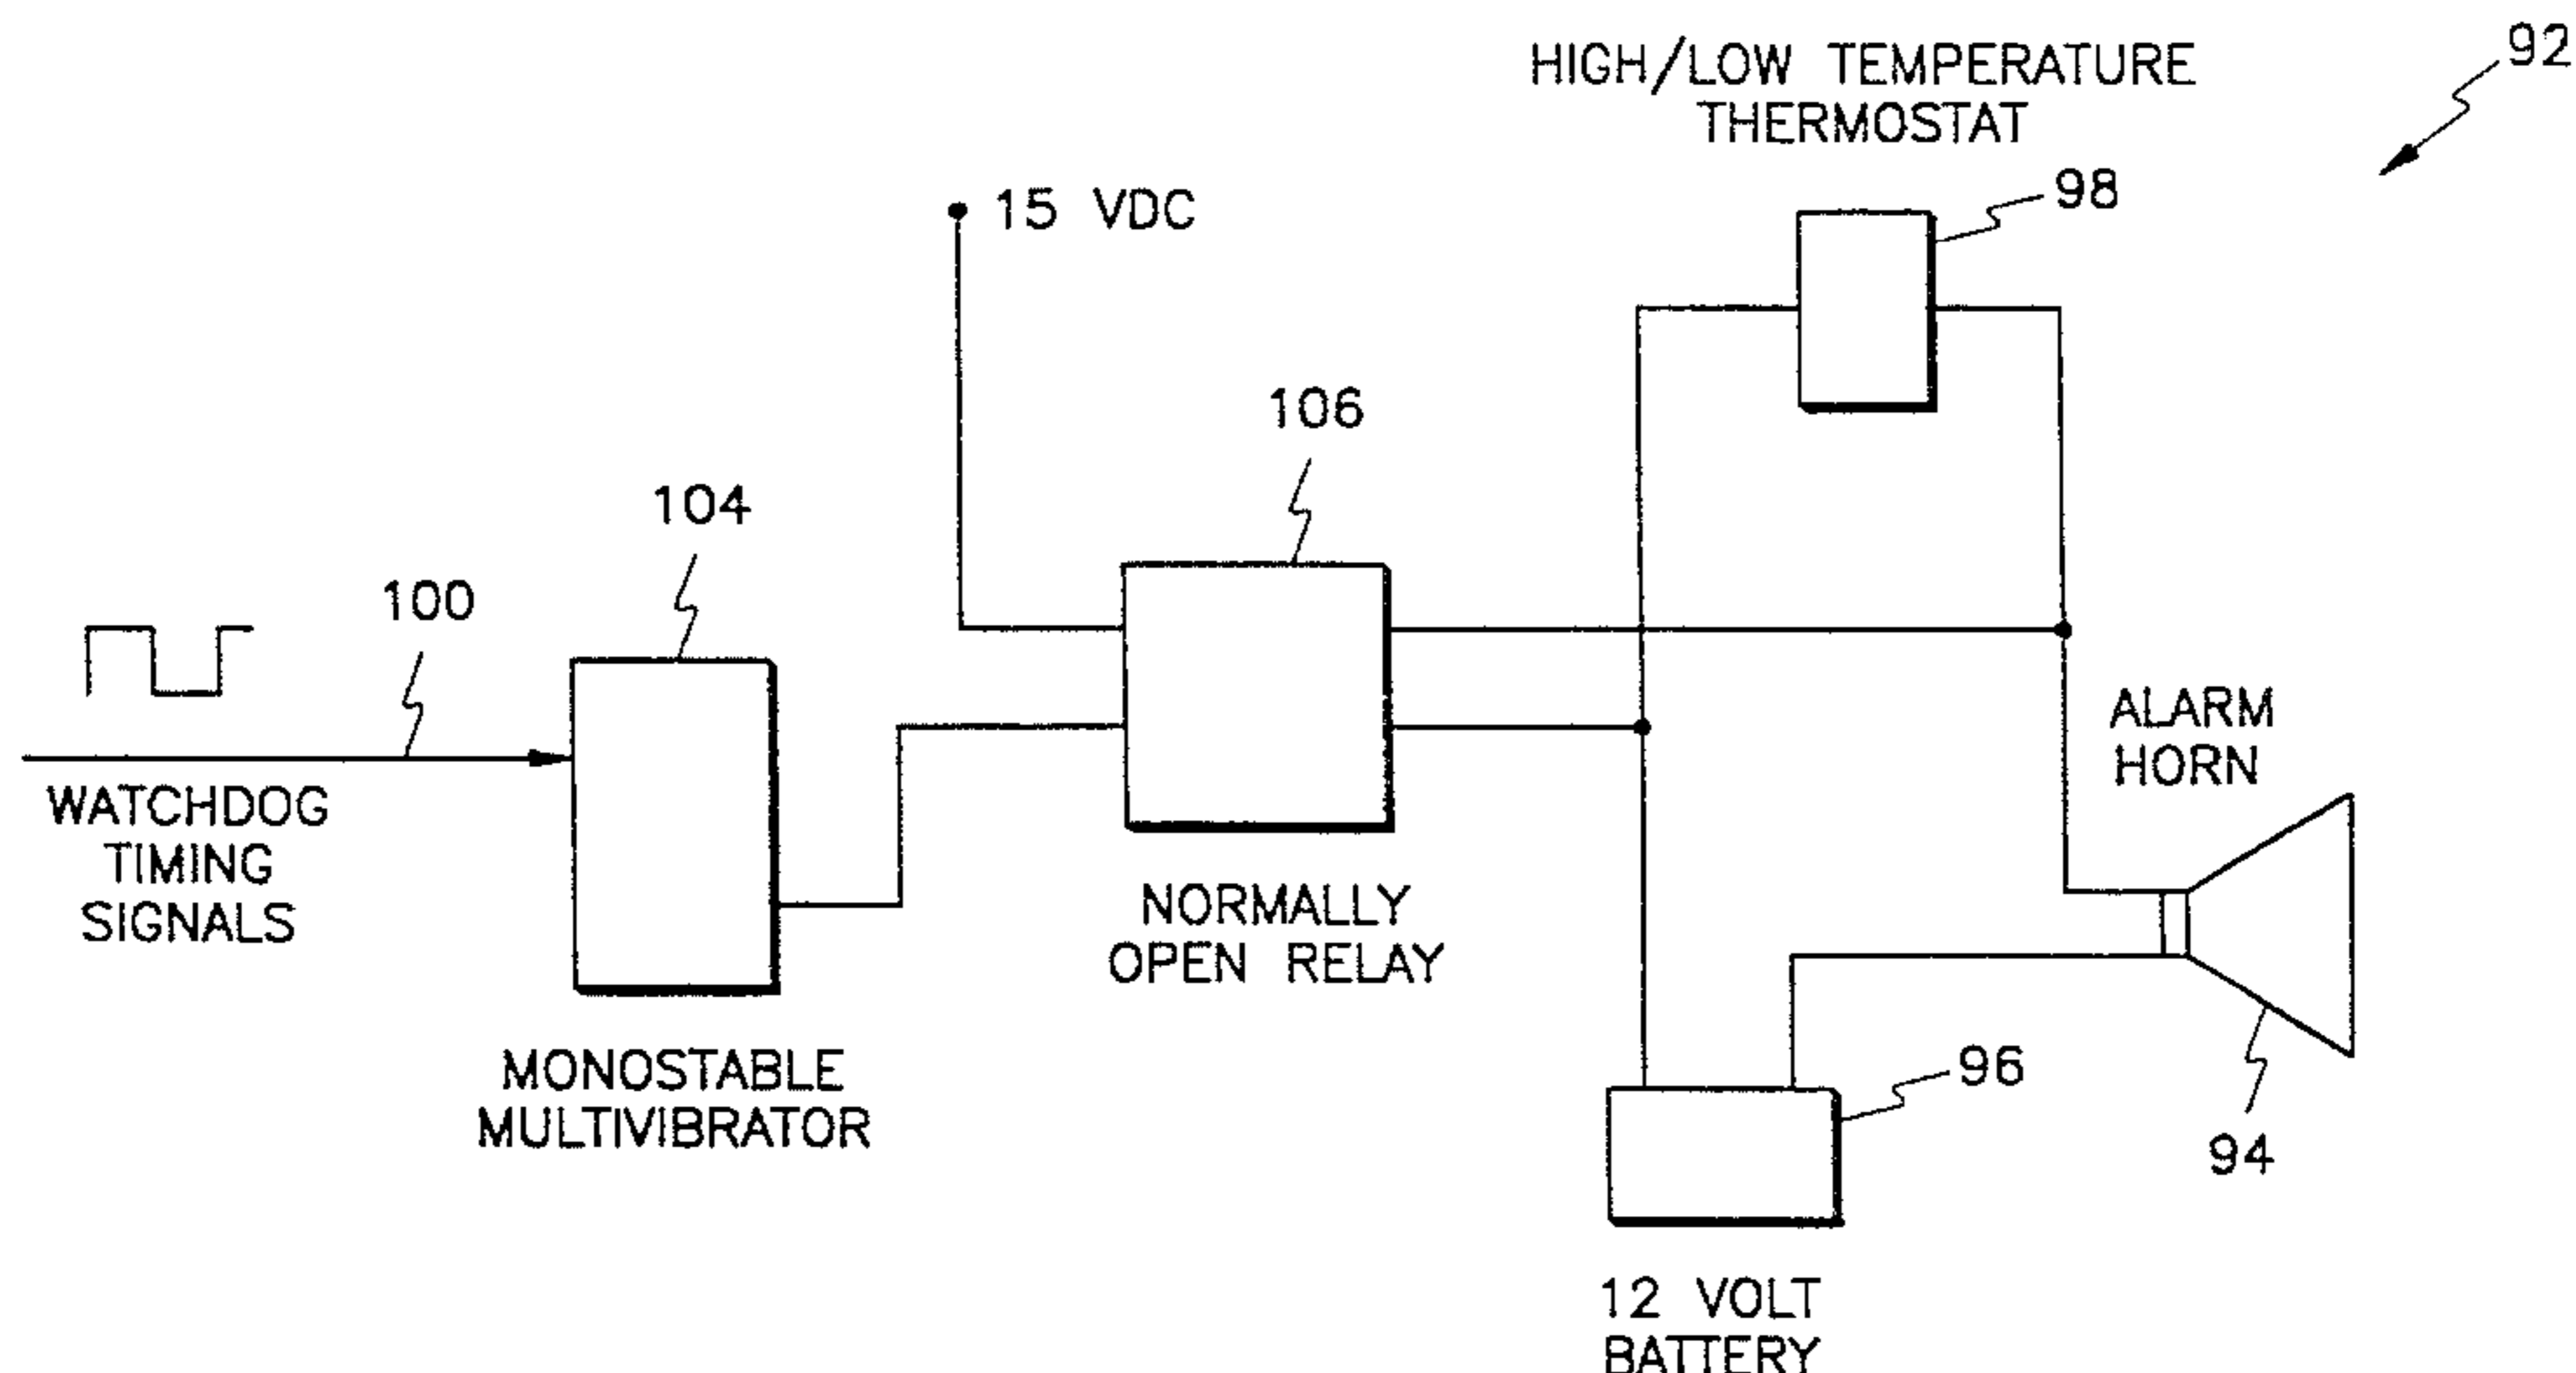 92
HIGH/LOW TEMPERATURE
THERMOSTAT
98
15 VDC
106
104
100
WATCHDOG
TIMING
SIGNALS
ALARM
HORN
NORMALLY
OPEN RELAY
MONOSTABLE
MULTIVIBRATOR
96
94
12 VOLT
BATTERY